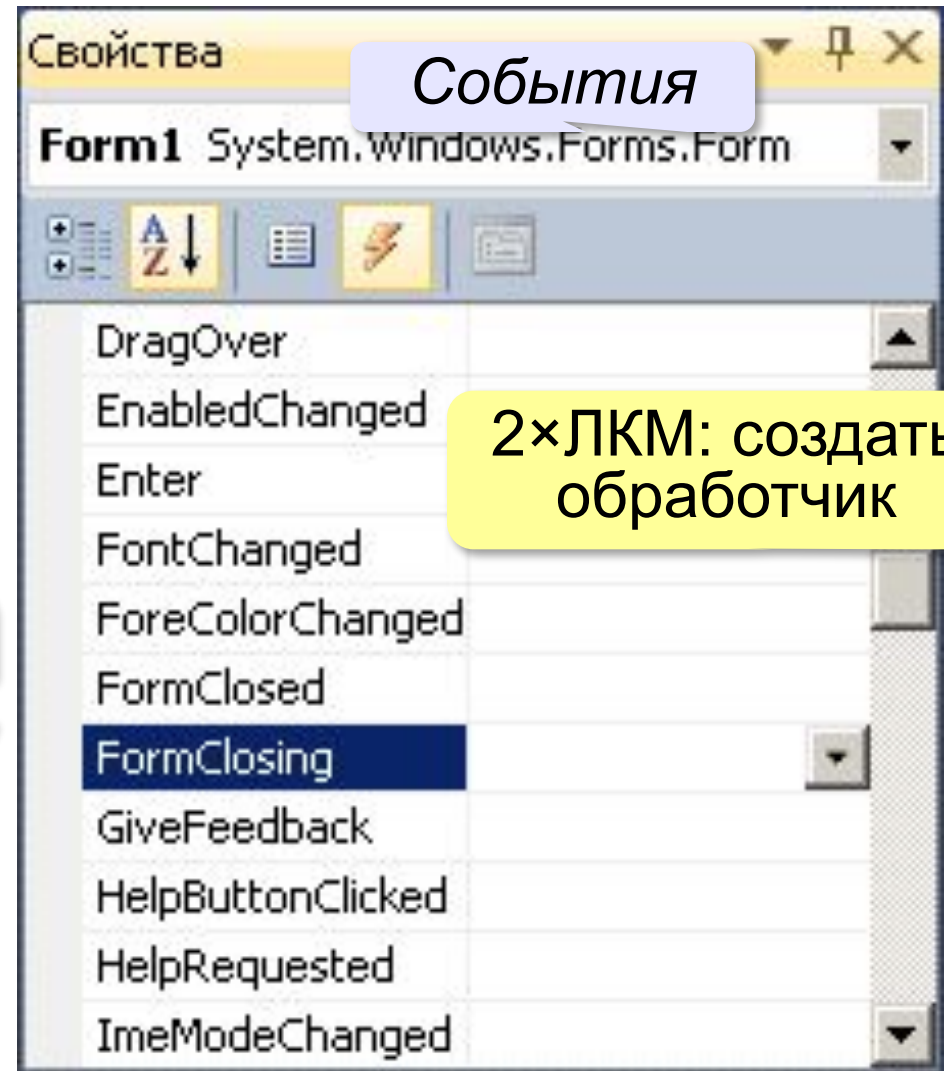 Свойства
События
Form1 System.Windows.Forms.Form
A
Z
DragOver
EnabledChanged
2×ЛКМ: создать
обработчик
Enter
FontChanged
ForeColorChanged
FormClosed
FormClosing
GiveFeedback
HelpButtonClicked
HelpRequested
ImeModeChanged